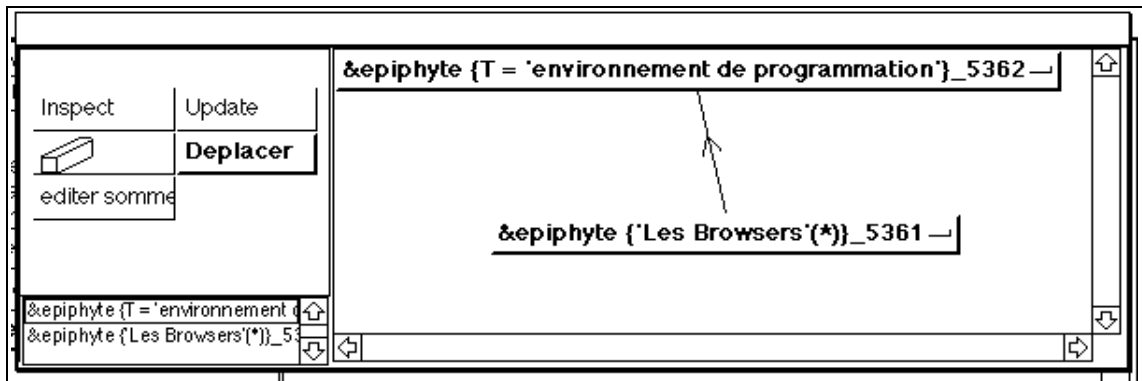 Inspect
Update
Deplacer
editer somme
&epiphyte {T = 'environnement
&epiphyte {'Les Browsers'(*)}_53
&epiphyte {T = 'environnement de programmation'}_5362
&epiphyte {'Les Browsers'(*)}_5361